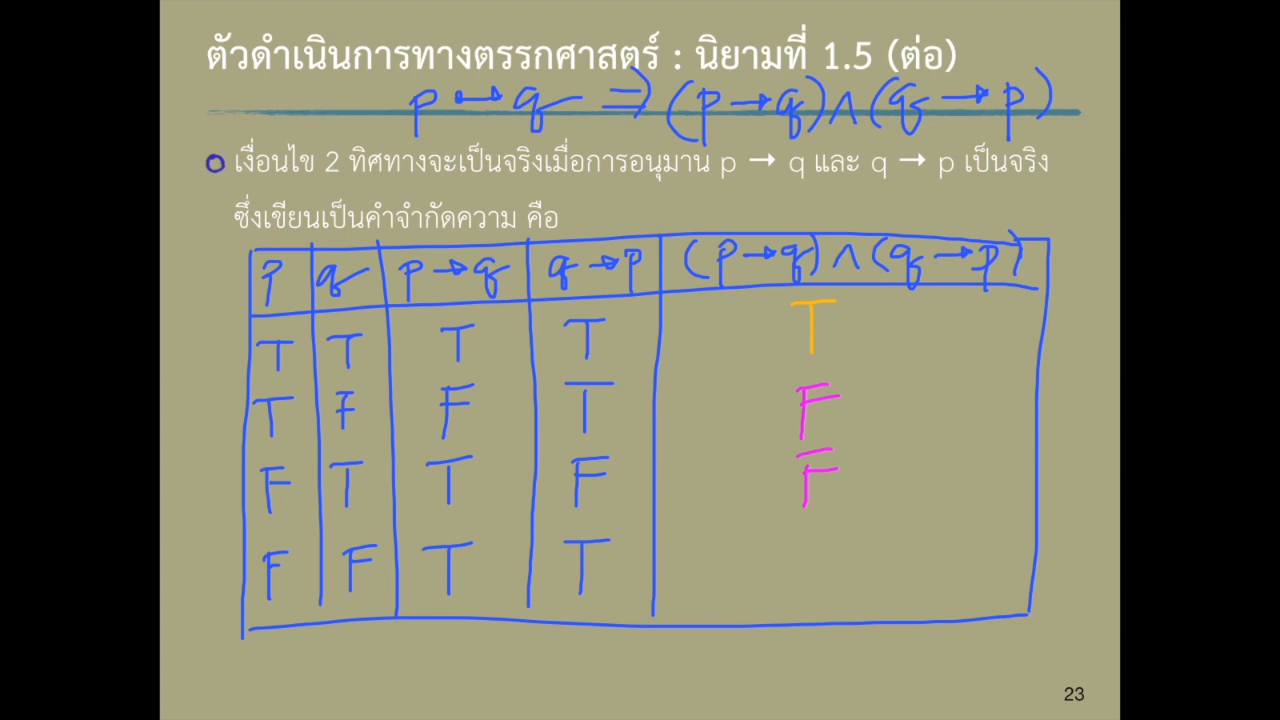 ตัวดำเนินการทางตรรกศาสตร์ : นิยามที่ 1.5 (ต่อ)
p ↔ q ⇒ (p → q) ∧ (q → p)
เงื่อนไข 2 ทิศทางจะเป็นจริงเมื่อการอนุมาน p → q และ q → p เป็นจริง
ซึ่งเขียนเป็นคำจำกัดความ คือ
p q p → q q → p (p → q) ∧ (q → p)
T T T T T
T F F T F
F T T F F
F F T T
23